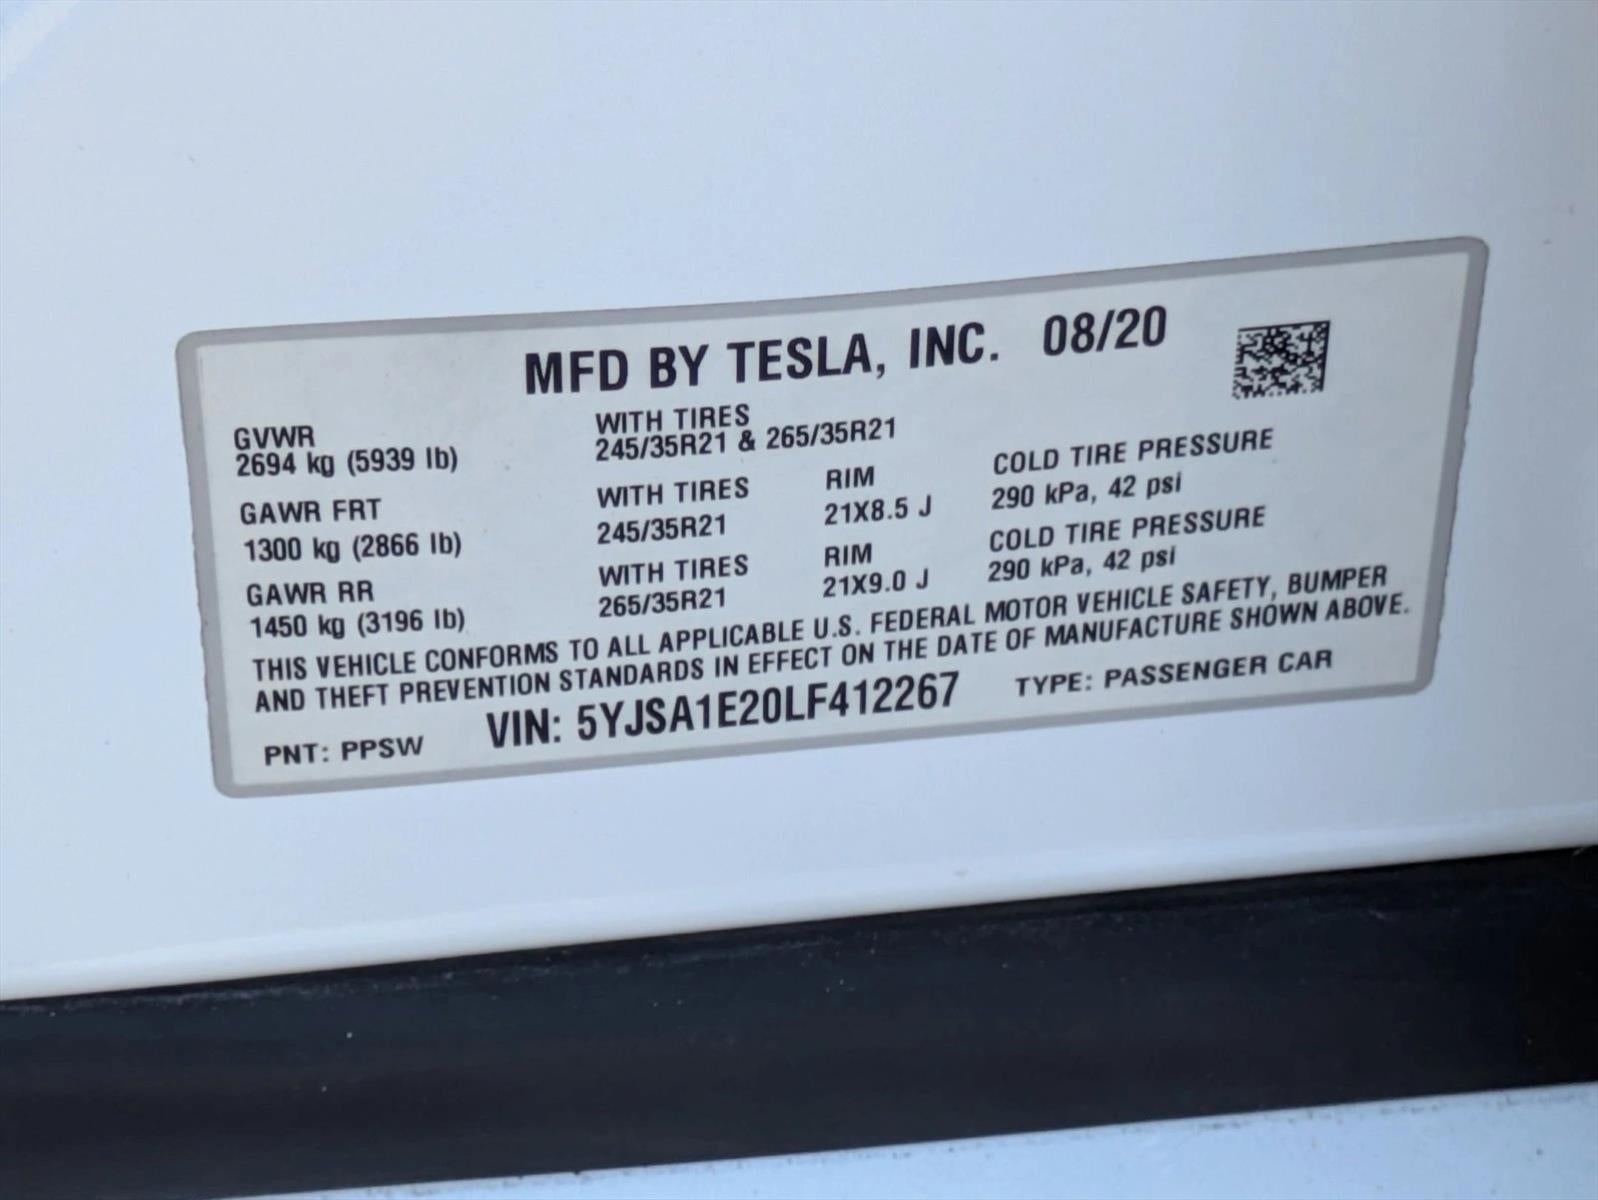 MFD BY TESLA, INC. 08/20
GVWR WITH TIRES
2694 kg (5939 lb) 245/35R21 & 265/35R21
GAWR FRT WITH TIRES RIM COLD TIRE PRESSURE
1300 kg (2866 lb) 245/35R21 21X8.5 J 290 kPa, 42 psi
GAWR RR WITH TIRES RIM COLD TIRE PRESSURE
1450 kg (3196 lb) 265/35R21 21X9.0 J 290 kPa, 42 psi
THIS VEHICLE CONFORMS TO ALL APPLICABLE U.S. FEDERAL MOTOR VEHICLE SAFETY, BUMPER
AND THEFT PREVENTION STANDARDS IN EFFECT ON THE DATE OF MANUFACTURE SHOWN ABOVE.
PNT: PPSW VIN: 5YJSA1E20LF412267 TYPE: PASSENGER CAR